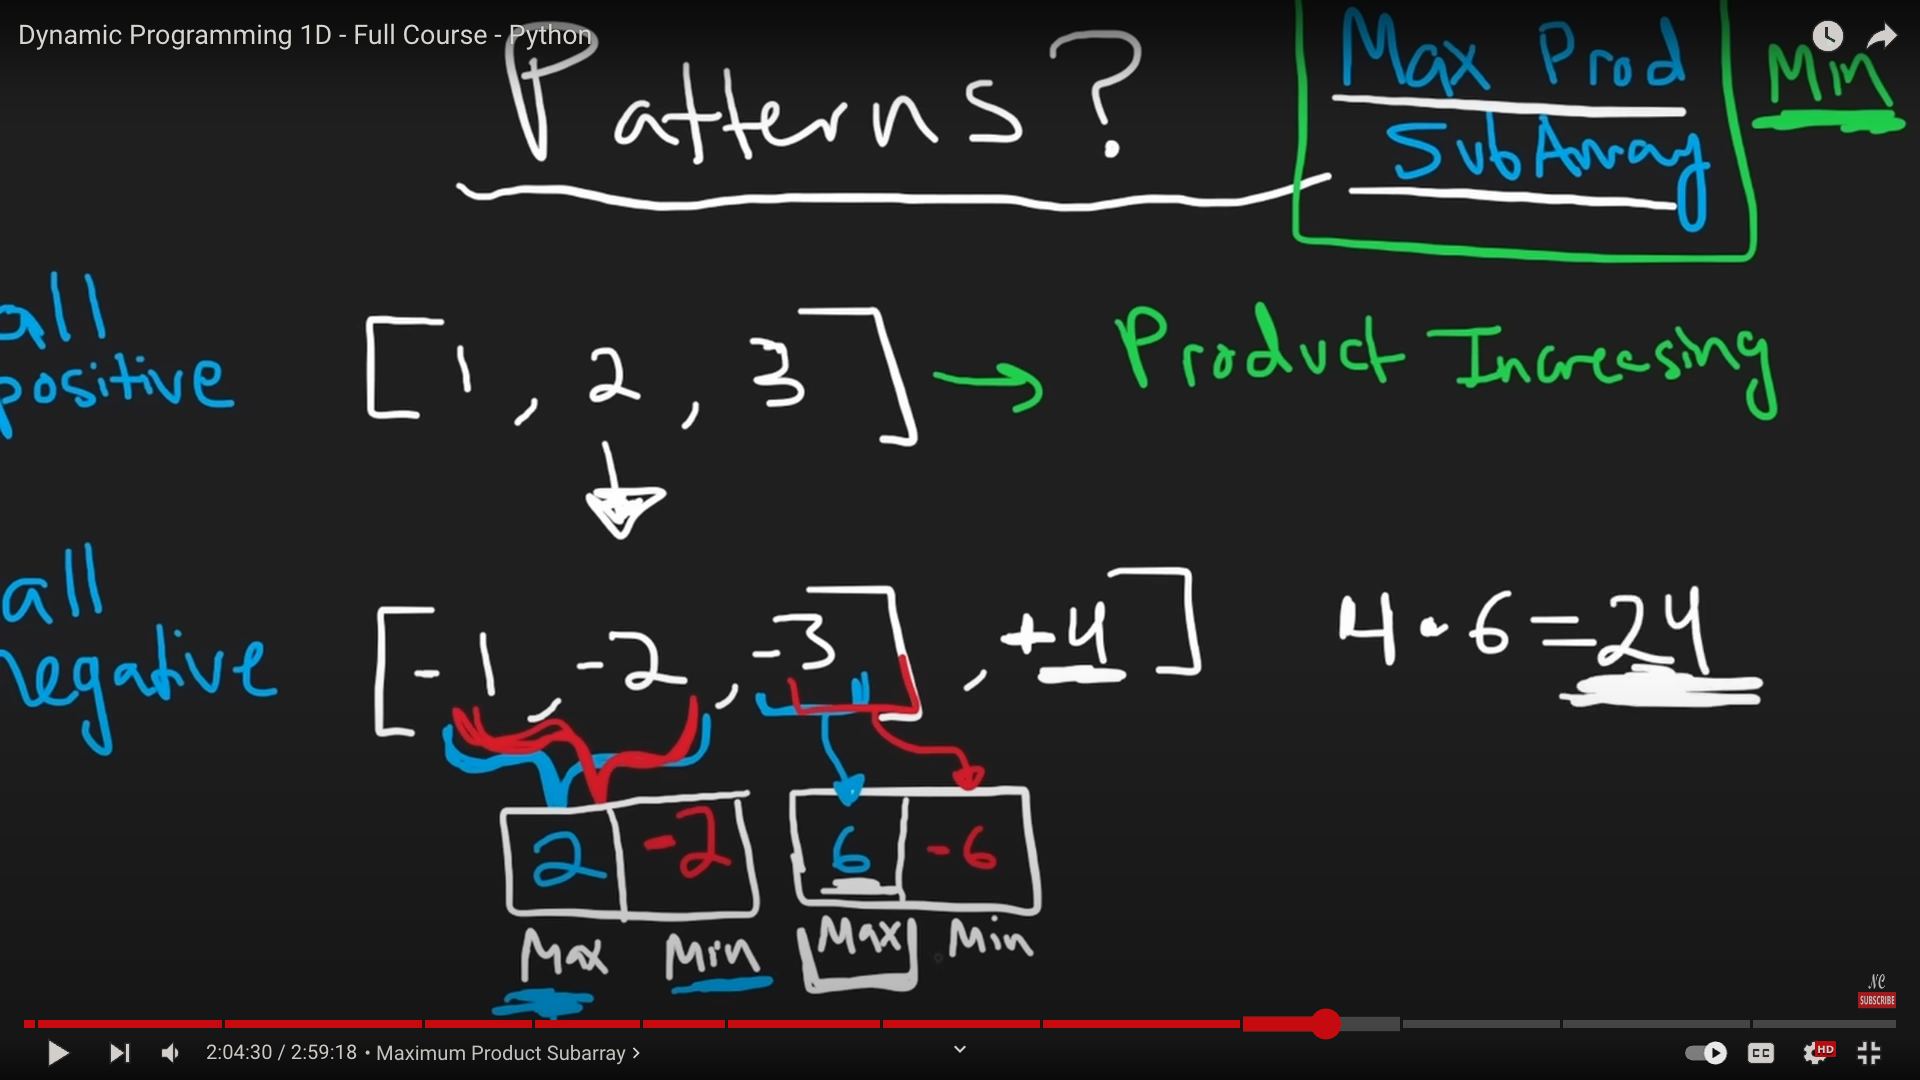 Dynamic Programming 1D - Full Course - Python
Patterns?
Max Prod
SubArray
Min
all
positive
[1, 2, 3] → Product Increasing
all
negative
[-1, -2, -3], +4]
4 · 6 = 24
2 -2
6 -6
Max Min
Max Min
NC
SUBSCRIBE
2:04:30 / 2:59:18 • Maximum Product Subarray >
CC
HD